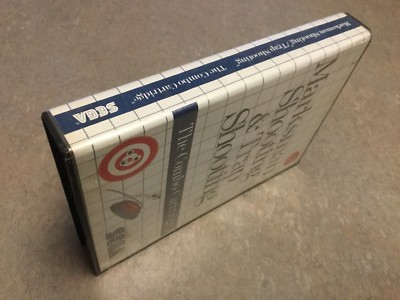 Marksman Shooting/Trap Shooting
The Combo Cartridge
SEGA
Marksman
Shooting
& Trap
Shooting
The Combo Cartridge
SEGA